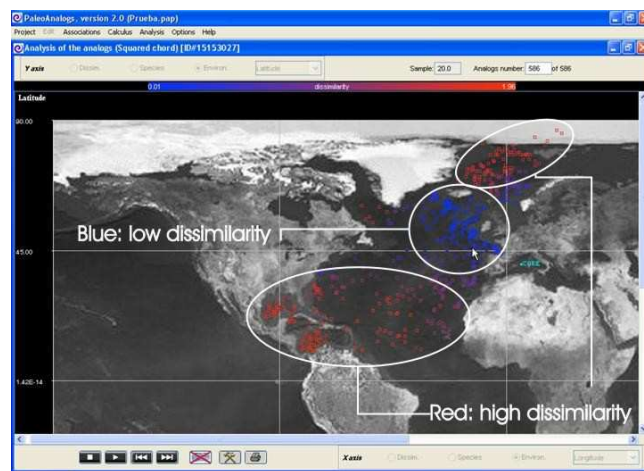 PaleoAnalogs, version 2.0 (Prueba.pap)
Project Edit Associations Calculus Analysis Options Help
Analysis of the analogs (Squared chord) [ID#15153027]
Y axis Dissim. Species Environ. Latitude Sample: 20.0 Analogs number: 586 of 586
0.01 dissimilarity 1.96
Latitude
90.00
Blue: low dissimilarity
45.00
CORE
1.42E-14
Red: high dissimilarity
X axis Dissim. Species Environ. Longitude